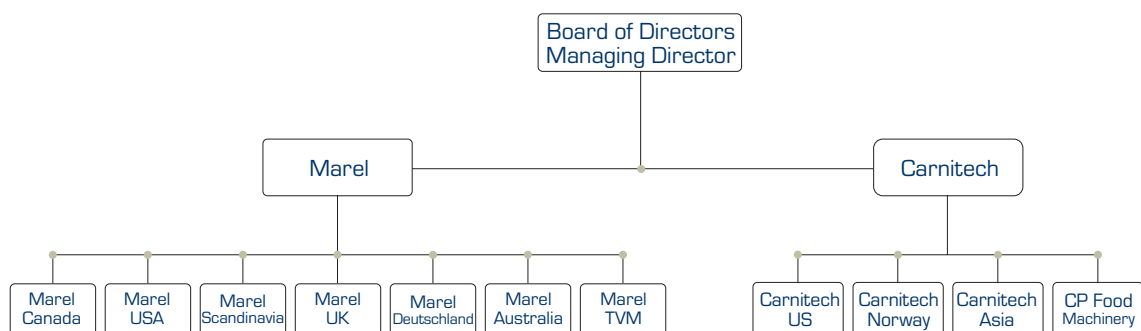 Board of Directors
Managing Director
Marel
Carnitech
Marel
Canada
Marel
USA
Marel
Scandinavia
Marel
UK
Marel
Deutschland
Marel
Australia
Marel
TVM
Carnitech
US
Carnitech
Norway
Carnitech
Asia
CP Food
Machinery